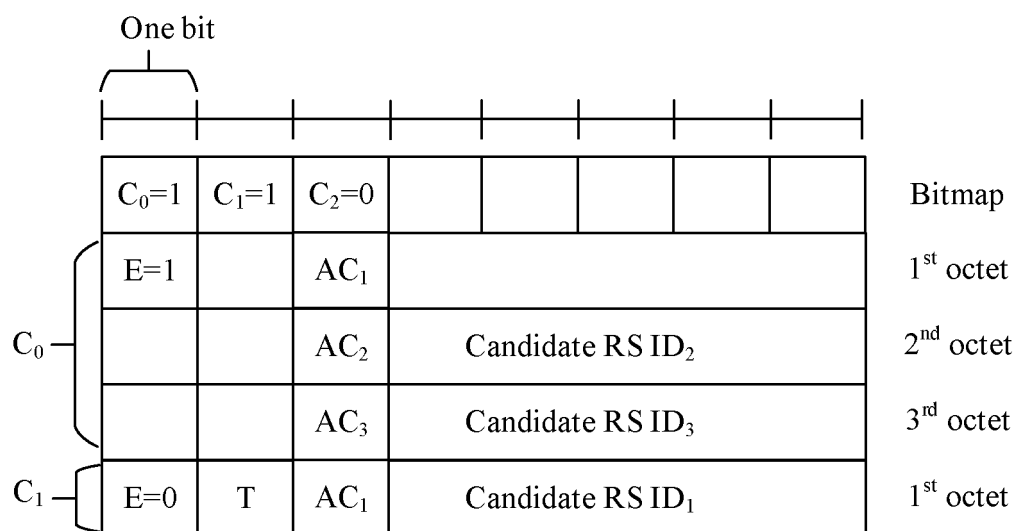 One bit
C₀=1 C₁=1 C₂=0 Bitmap
E=1 AC₁ 1st octet
C₀ AC₂ Candidate RS ID₂ 2nd octet
AC₃ Candidate RS ID₃ 3rd octet
C₁ E=0 T AC₁ Candidate RS ID₁ 1st octet